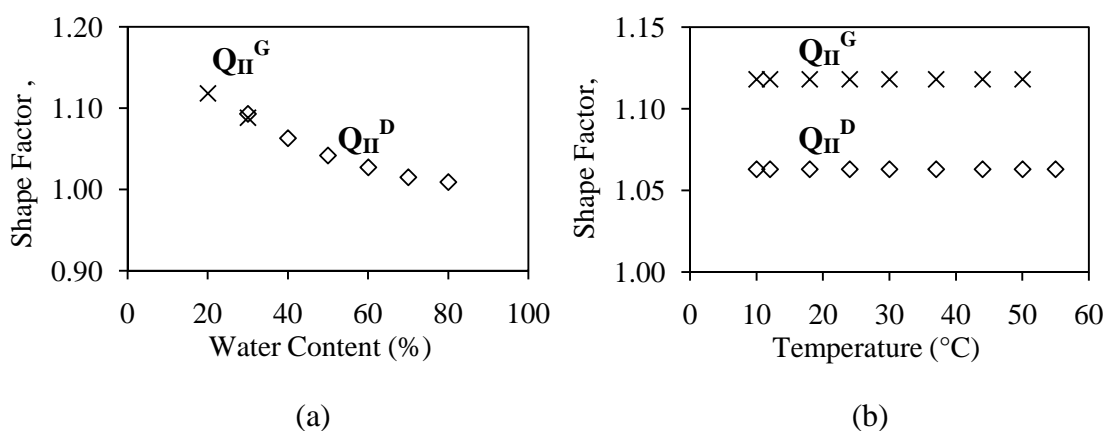 1.20
1.10
1.00
0.90
Shape Factor ,
Q_II^G
Q_II^D
0 20 40 60 80 100
Water Content (%)
(a)
1.15
1.10
1.05
1.00
Shape Factor,
Q_II^G
Q_II^D
0 10 20 30 40 50 60
Temperature (°C)
(b)